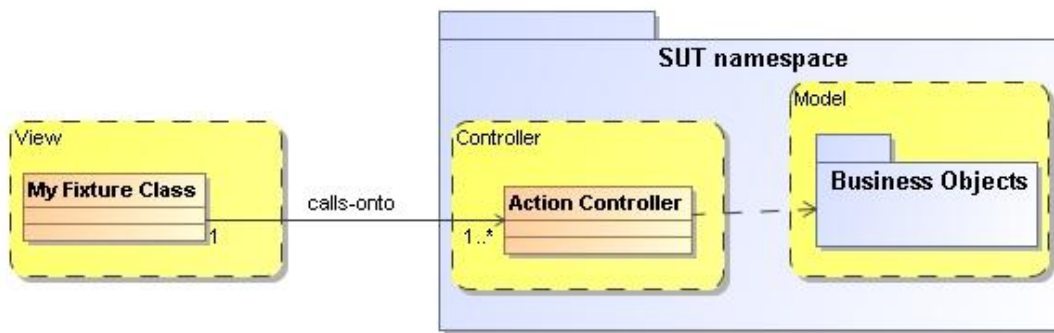 SUT namespace
View
Controller
Model
My Fixture Class
calls-onto
Action Controller
Business Objects
1
1..*